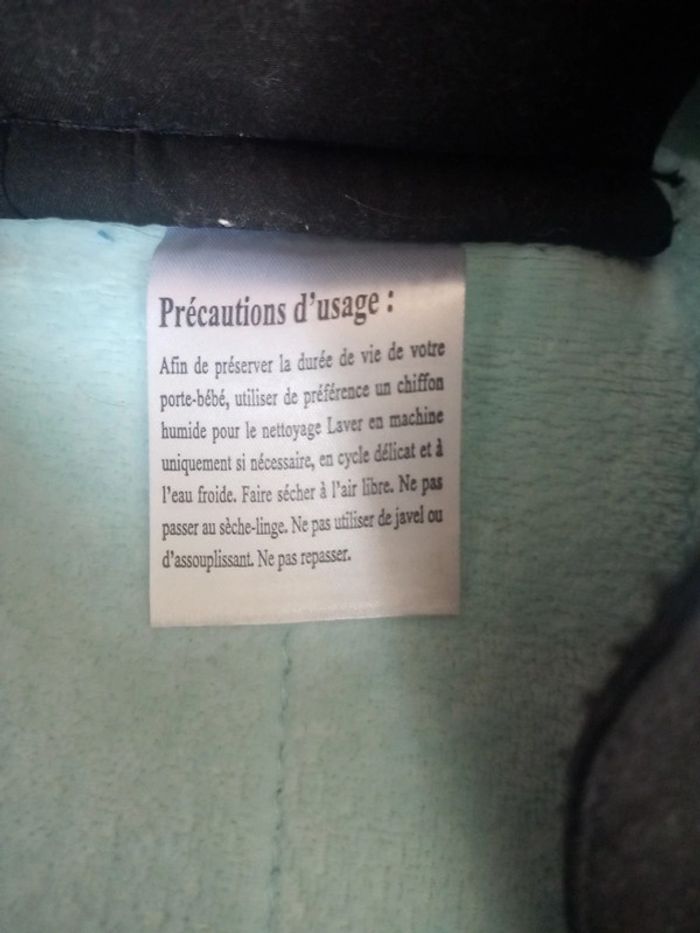 Précautions d'usage :
Afin de préserver la durée de vie de votre
porte-bébé, utiliser de préférence un chiffon
humide pour le nettoyage Laver en machine
uniquement si nécessaire, en cycle délicat et à
l'eau froide. Faire sécher à l'air libre. Ne pas
passer au sèche-linge. Ne pas utiliser de javel ou
d'assouplissant. Ne pas repasser.